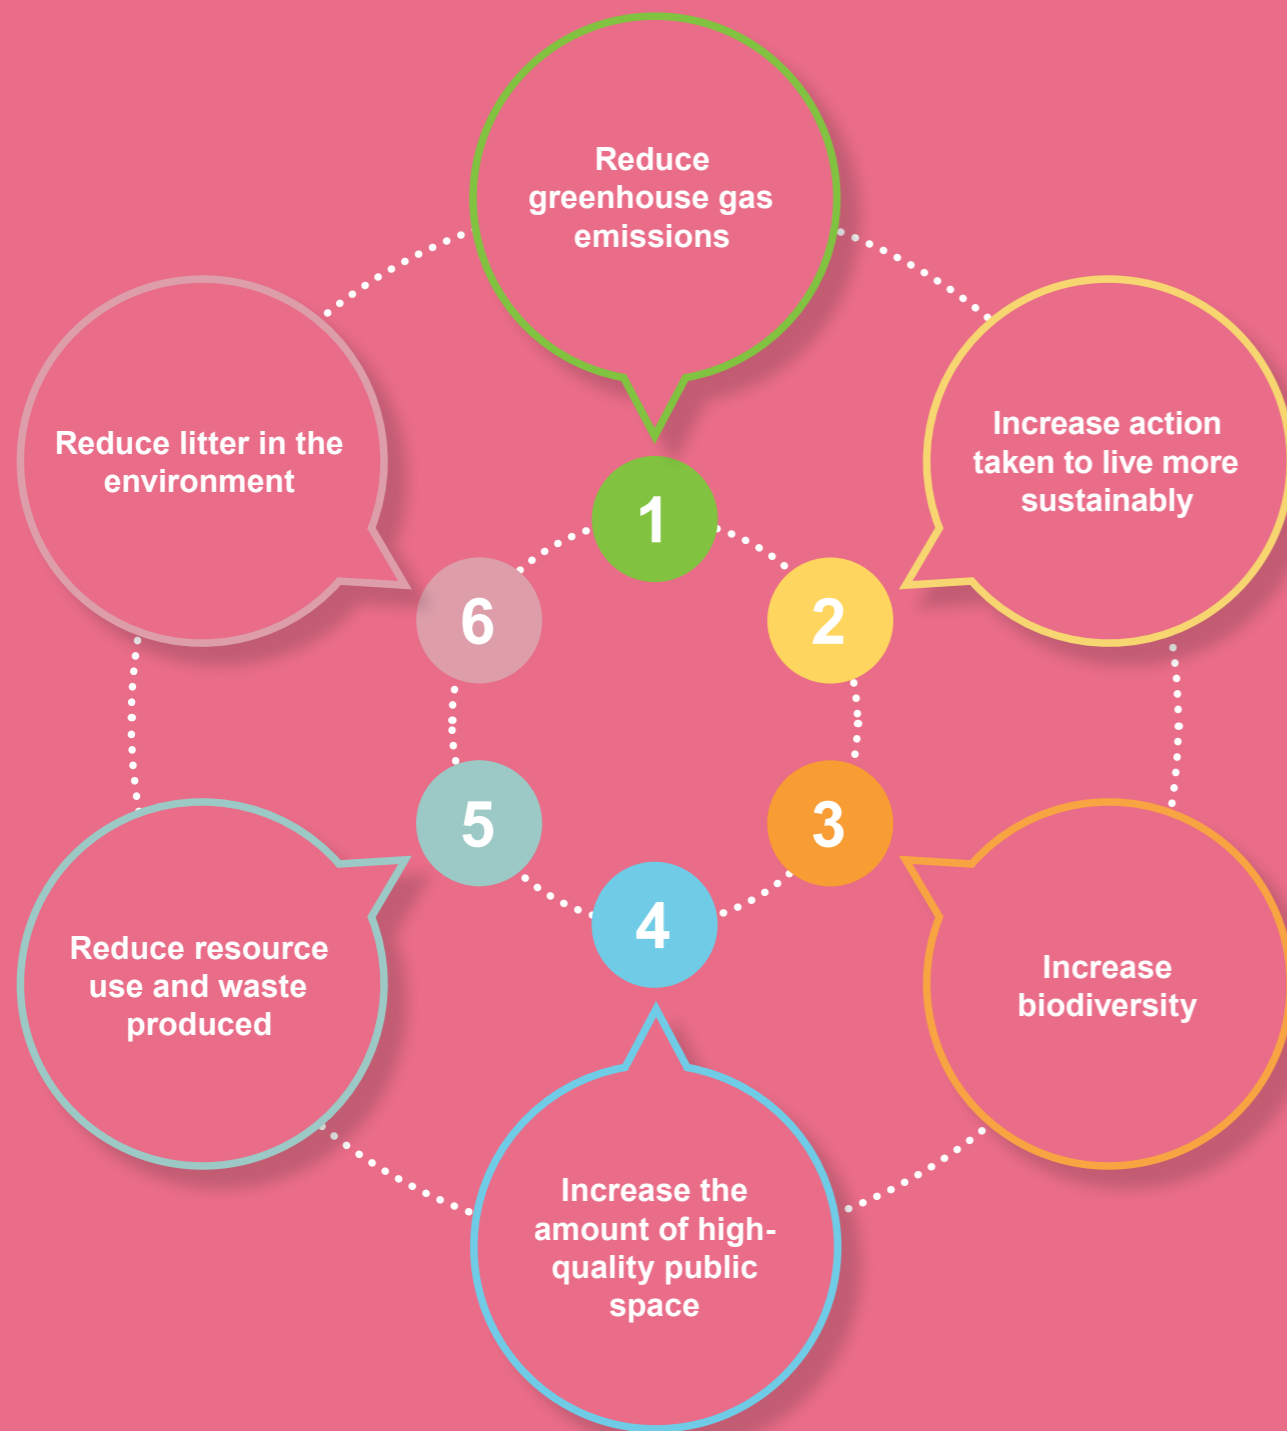 Reduce
greenhouse gas
emissions
1
Increase action
taken to live more
sustainably
2
Increase
biodiversity
3
Increase the
amount of high-
quality public
space
4
Reduce resource
use and waste
produced
5
Reduce litter in the
environment
6